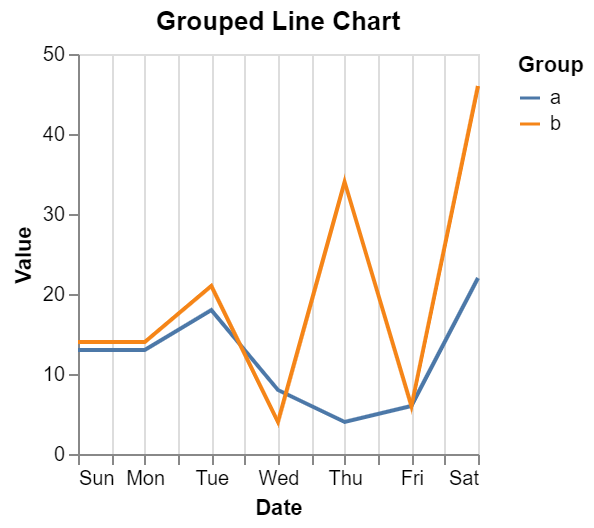 Grouped Line Chart
Group
a
b
Value
50
40
30
20
10
0
Sun Mon Tue Wed Thu Fri Sat
Date